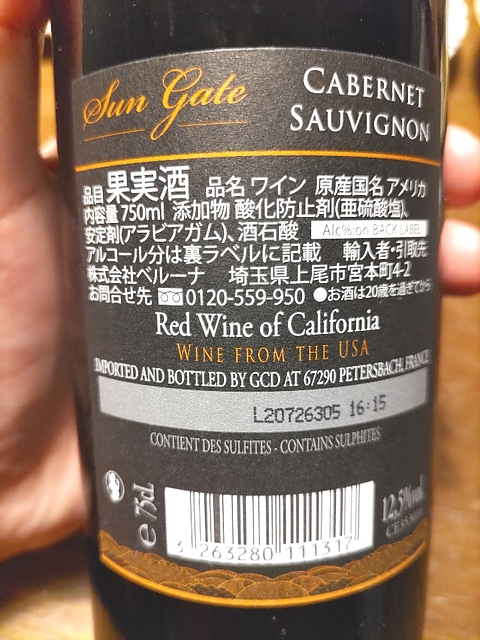 Sun Gate
CABERNET
SAUVIGNON
品目 果実酒 品名 ワイン 原産国名 アメリカ
内容量 750ml 添加物 酸化防止剤(亜硫酸塩)、
安定剤(アラビアガム)、酒石酸 Alc%:on BACK LABEL
アルコール分は裏ラベルに記載 輸入者・引取先
株式会社ベルーナ 埼玉県上尾市宮本町4-2
お問合せ先 0120-559-950 ●お酒は20歳を過ぎてから
Red Wine of California
WINE FROM THE USA
IMPORTED AND BOTTLED BY GCD AT 67290 PETERSBACH, FRANCE
L20726305 16:15
CONTIENT DES SULFITES - CONTAINS SULPHITES
e 75cL
12,5%vol.
3 263280 111317